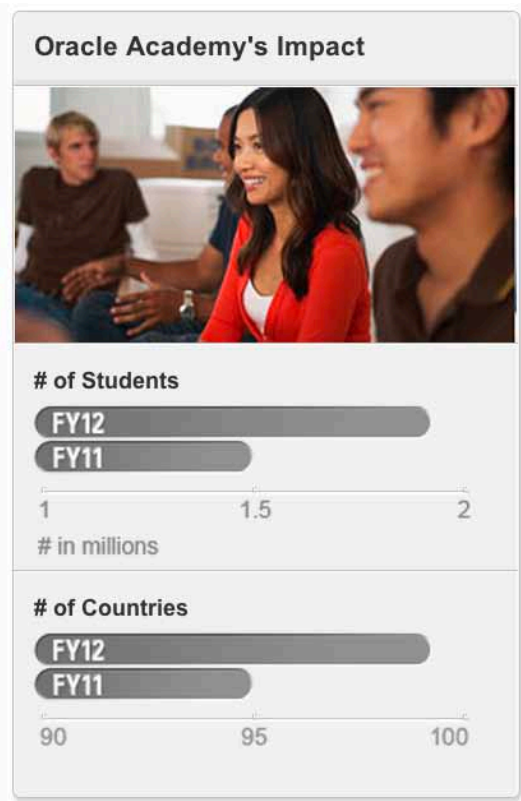 Oracle Academy's Impact
# of Students
FY12
FY11
1 1.5 2
# in millions
# of Countries
FY12
FY11
90 95 100